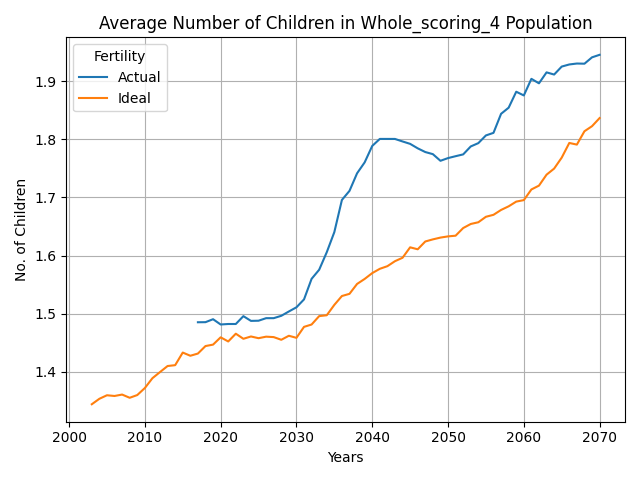 Average Number of Children in Whole_scoring_4 Population
Fertility
Actual
Ideal
No. of Children
1.9
1.8
1.7
1.6
1.5
1.4
2000 2010 2020 2030 2040 2050 2060 2070
Years